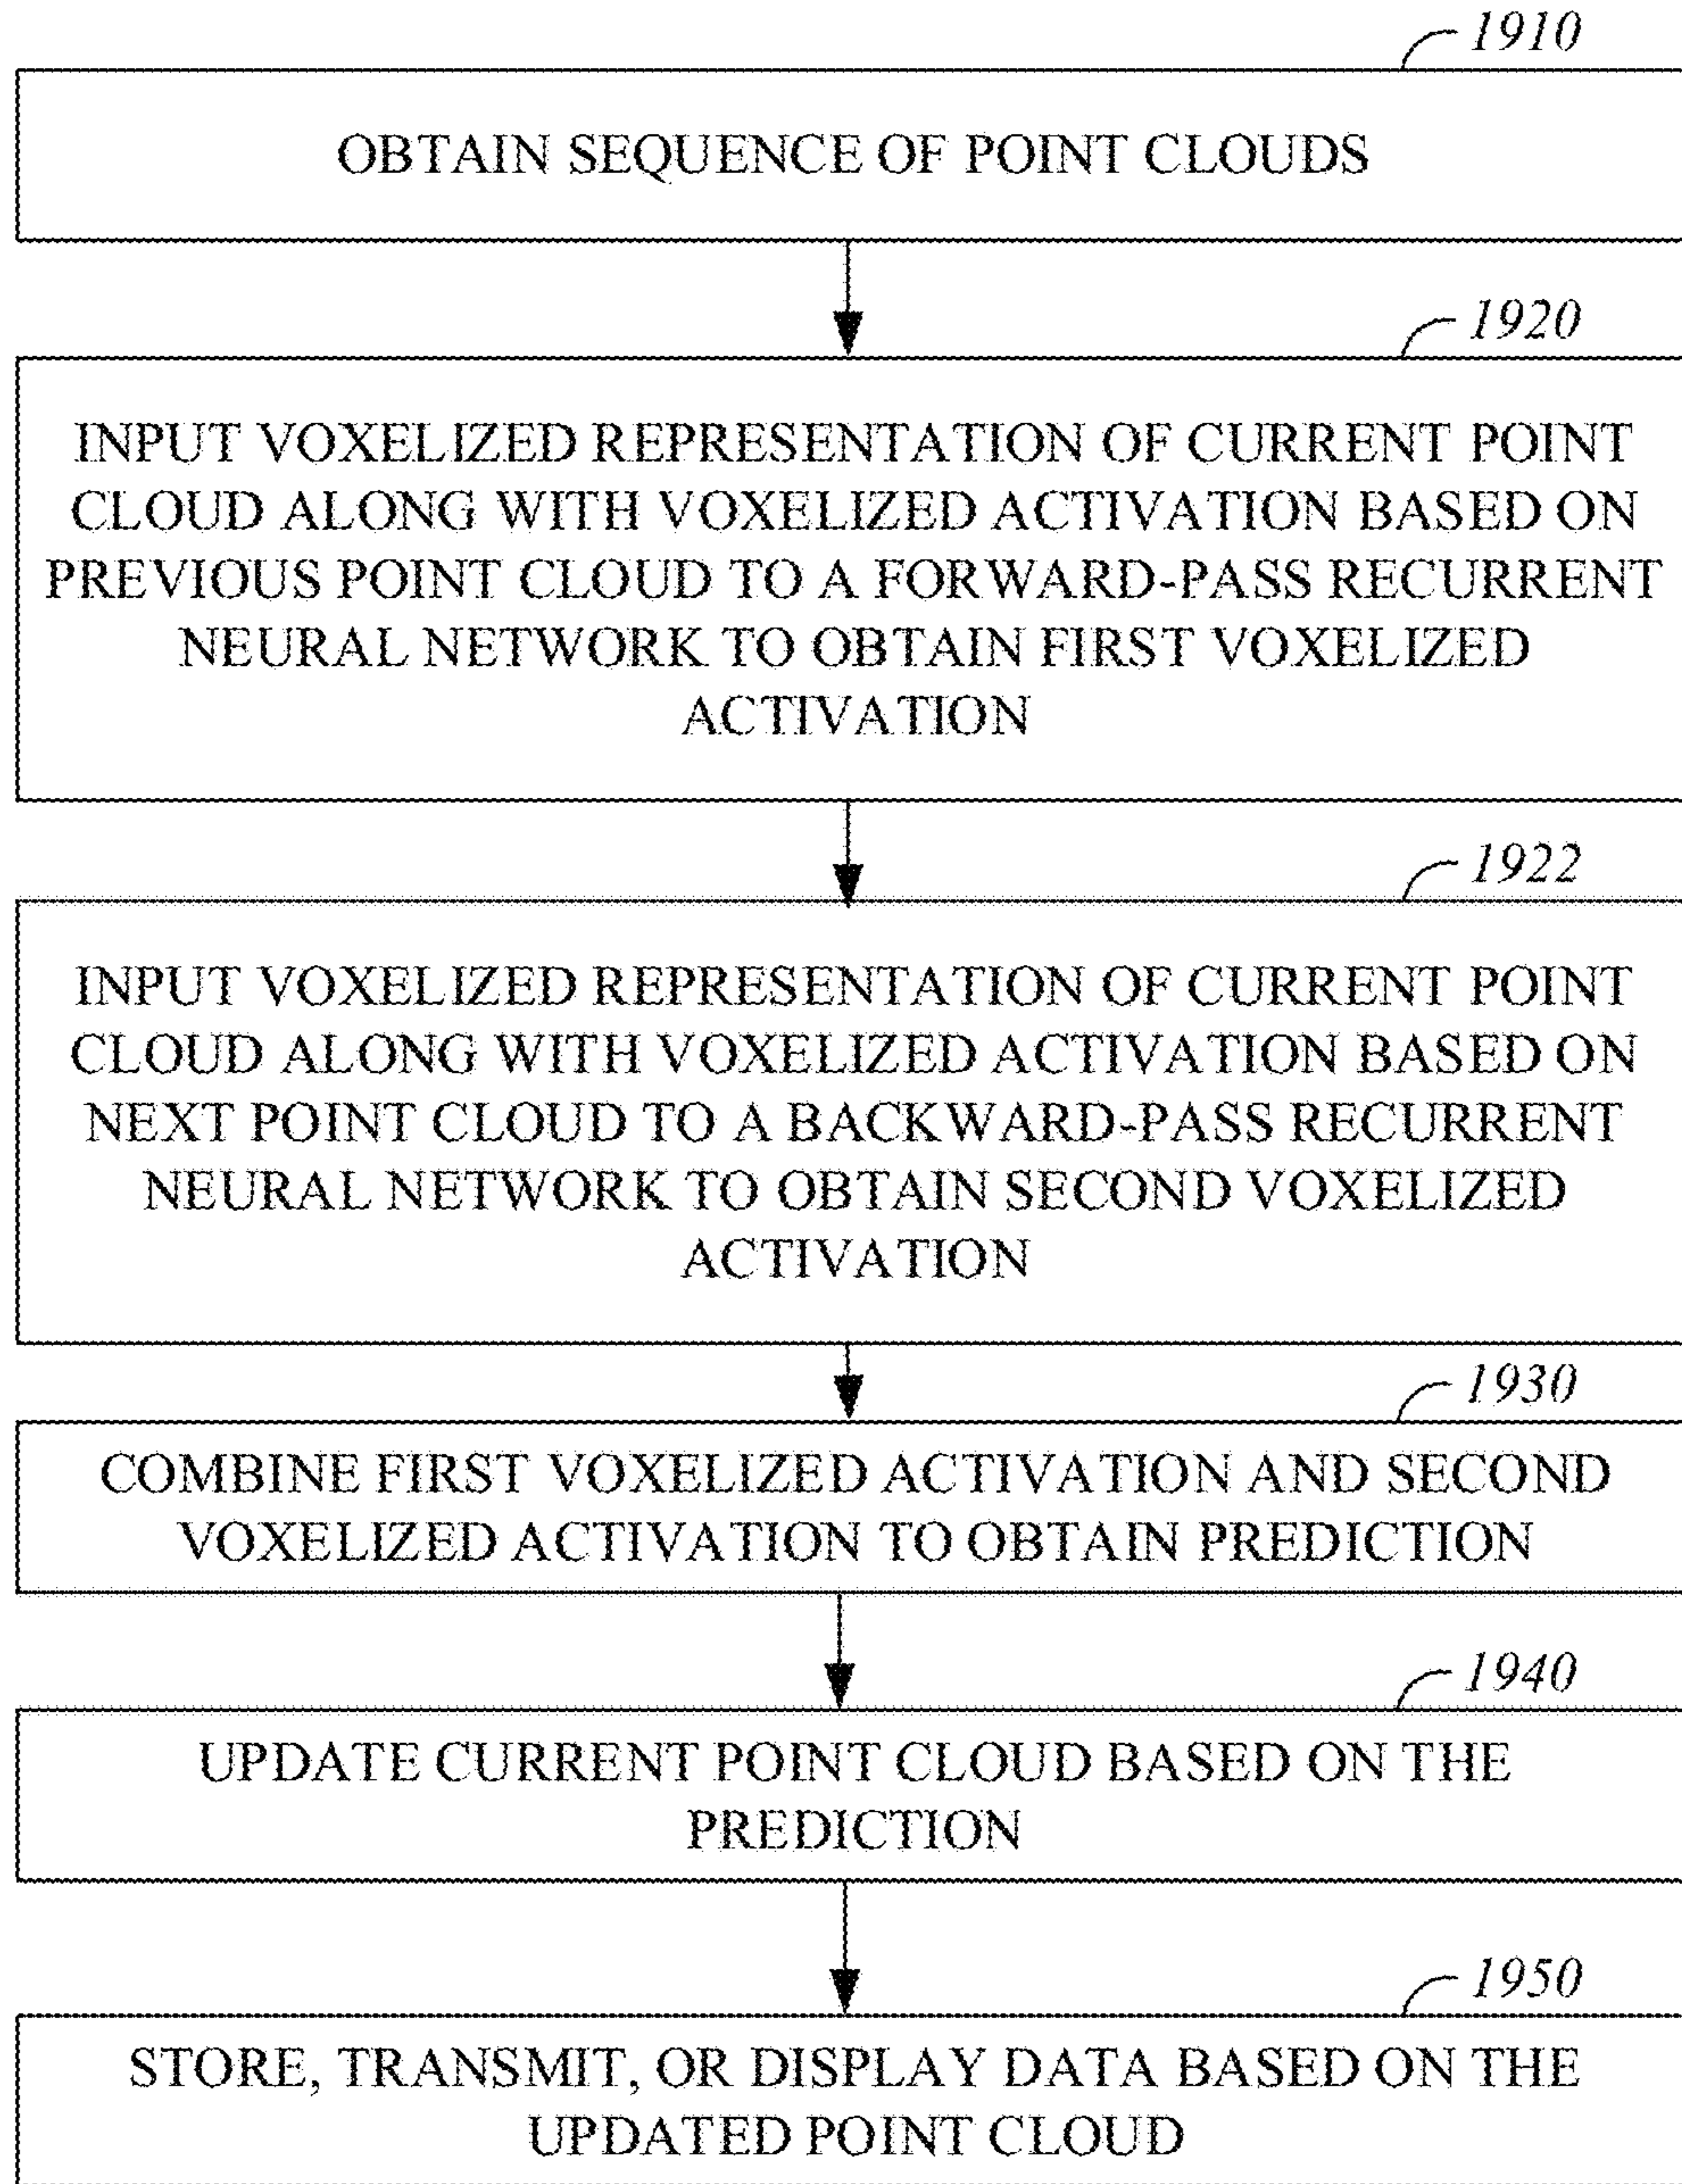 1910
OBTAIN SEQUENCE OF POINT CLOUDS
1920
INPUT VOXELIZED REPRESENTATION OF CURRENT POINT
CLOUD ALONG WITH VOXELIZED ACTIVATION BASED ON
PREVIOUS POINT CLOUD TO A FORWARD-PASS RECURRENT
NEURAL NETWORK TO OBTAIN FIRST VOXELIZED
ACTIVATION
1922
INPUT VOXELIZED REPRESENTATION OF CURRENT POINT
CLOUD ALONG WITH VOXELIZED ACTIVATION BASED ON
NEXT POINT CLOUD TO A BACKWARD-PASS RECURRENT
NEURAL NETWORK TO OBTAIN SECOND VOXELIZED
ACTIVATION
1930
COMBINE FIRST VOXELIZED ACTIVATION AND SECOND
VOXELIZED ACTIVATION TO OBTAIN PREDICTION
1940
UPDATE CURRENT POINT CLOUD BASED ON THE
PREDICTION
1950
STORE, TRANSMIT, OR DISPLAY DATA BASED ON THE
UPDATED POINT CLOUD